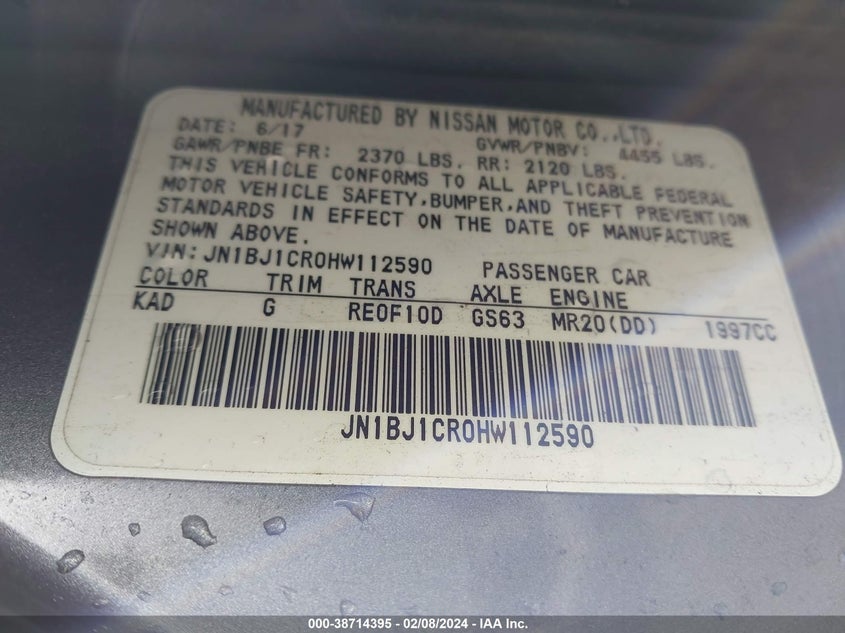 MANUFACTURED BY NISSAN MOTOR CO.,LTD.
DATE: 6/17 GVWR/PNBV: 4455 LBS.
GAWR/PNBE FR: 2370 LBS. RR: 2120 LBS.
THIS VEHICLE CONFORMS TO ALL APPLICABLE FEDERAL
MOTOR VEHICLE SAFETY,BUMPER,AND THEFT PREVENTION
STANDARDS IN EFFECT ON THE DATE OF MANUFACTURE
SHOWN ABOVE.
VIN: JN1BJ1CR0HW112590 PASSENGER CAR
COLOR TRIM TRANS AXLE ENGINE
KAD G RE0F10D GS63 MR20(DD) 1997CC
JN1BJ1CR0HW112590
000-38714395 - 02/08/2024 - IAA Inc.